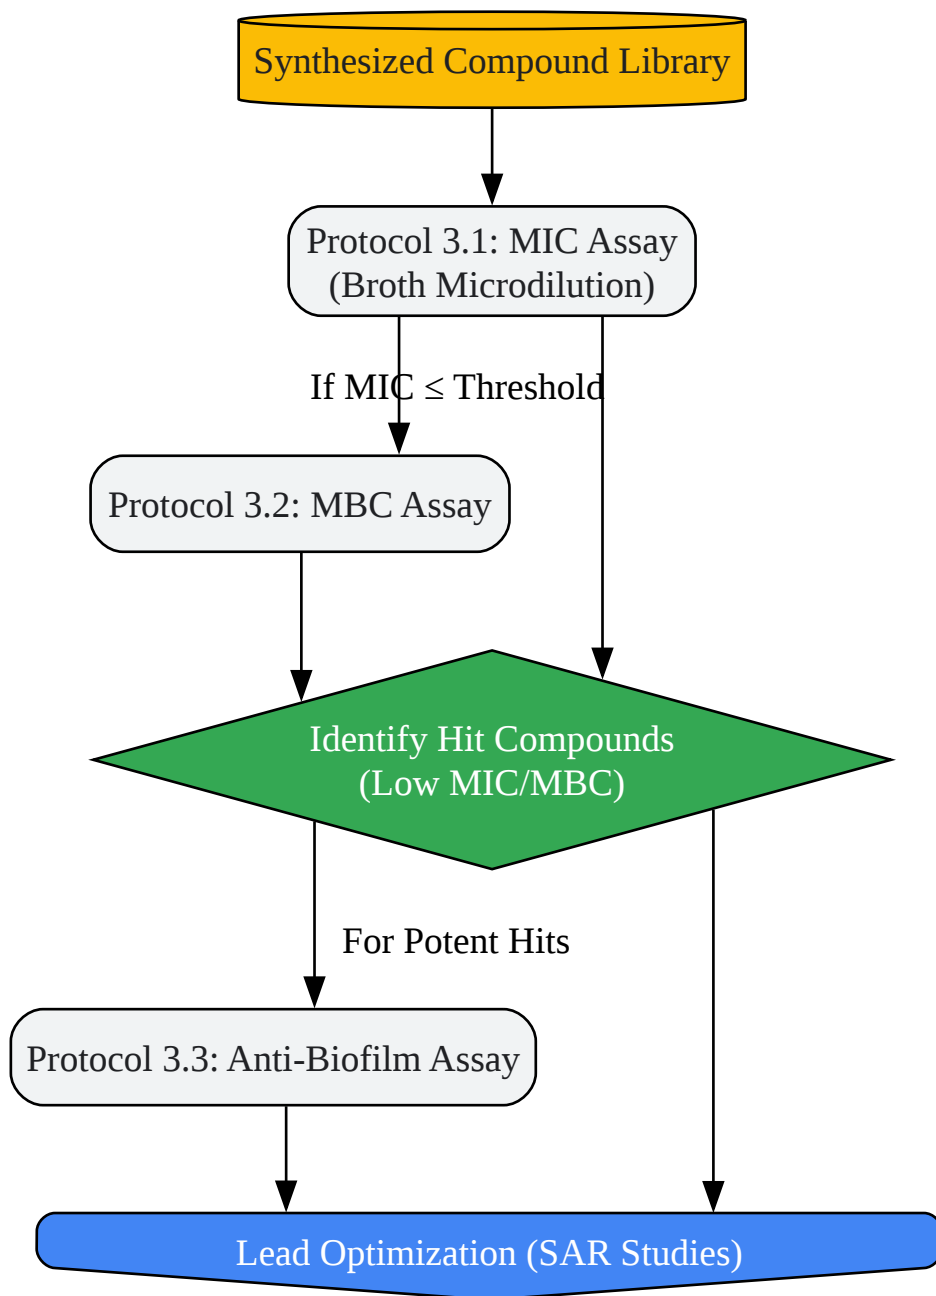 Synthesized Compound Library
Protocol 3.1: MIC Assay
(Broth Microdilution)
If MIC ≤ Threshold
Protocol 3.2: MBC Assay
Identify Hit Compounds
(Low MIC/MBC)
For Potent Hits
Protocol 3.3: Anti-Biofilm Assay
Lead Optimization (SAR Studies)